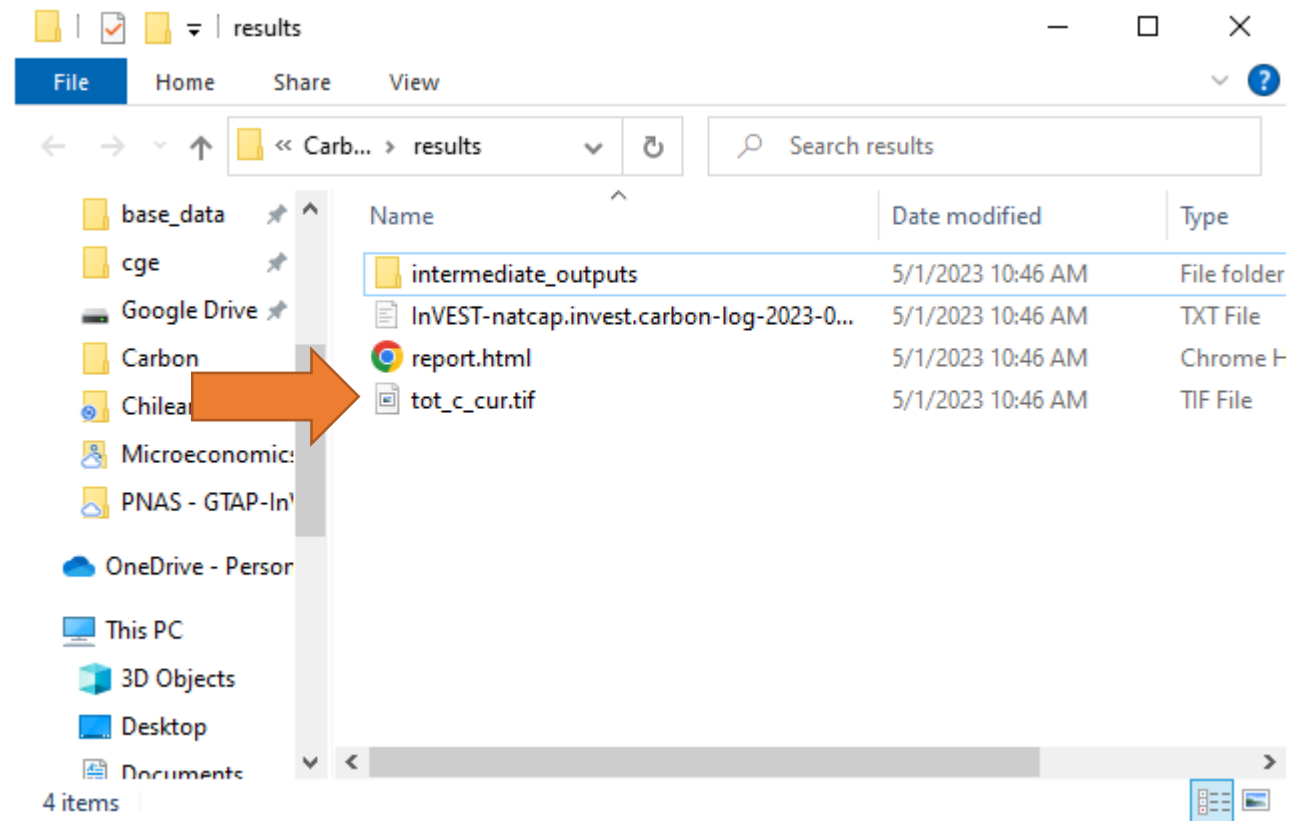 results
File Home Share View
?
« Carb... › results Search results
base_data
cge
Google Drive
Carbon
Chilear
Microeconomic
PNAS - GTAP-In
OneDrive - Person
This PC
3D Objects
Desktop
Documents
Name Date modified Type
intermediate_outputs 5/1/2023 10:46 AM File folder
InVEST-natcap.invest.carbon-log-2023-0... 5/1/2023 10:46 AM TXT File
report.html 5/1/2023 10:46 AM Chrome H
tot_c_cur.tif 5/1/2023 10:46 AM TIF File
4 items